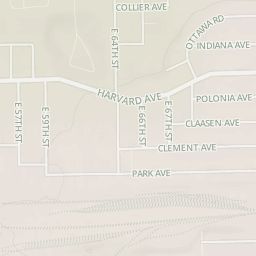 COLLIER AVE
OTTAWA RD
INDIANA AVE
E 64TH ST
HARVARD AVE
POLONIA AVE
E 57TH ST
E 59TH ST
E 66TH ST
E 67TH ST
CLAASEN AVE
CLEMENT AVE
PARK AVE